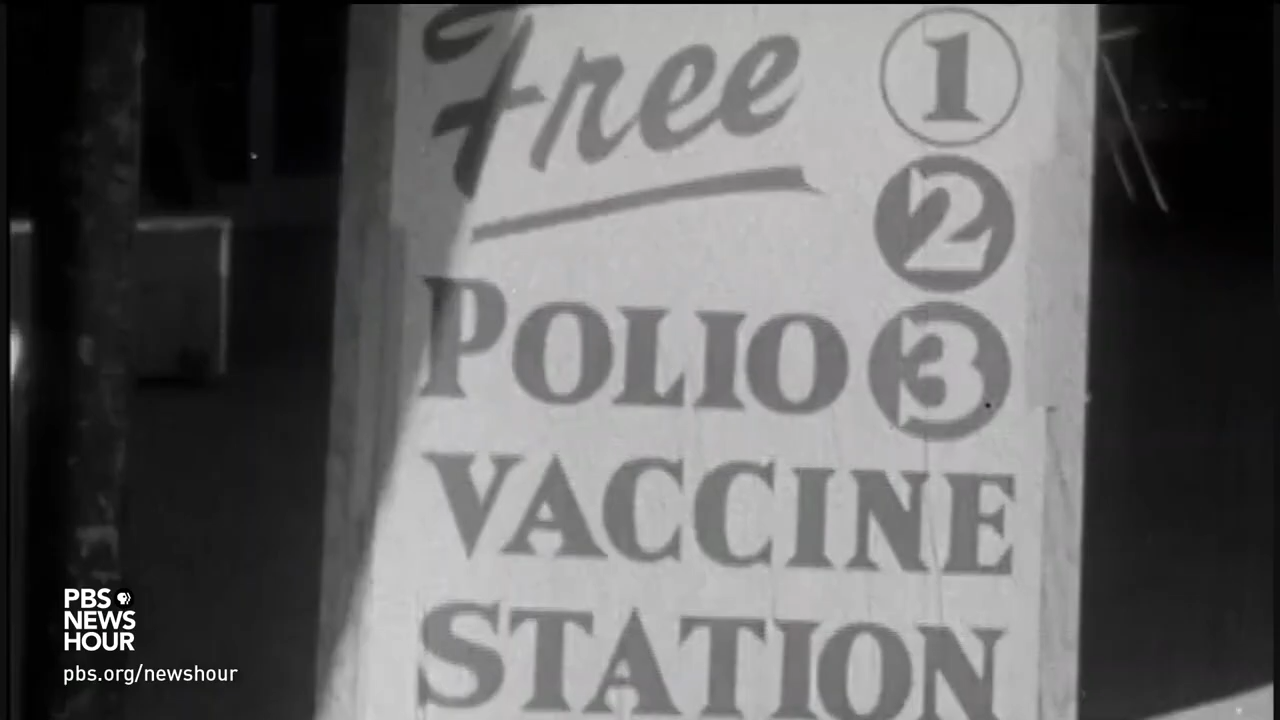 Free
1
2
POLIO 3
VACCINE
STATION
PBS
NEWS
HOUR
pbs.org/newshour